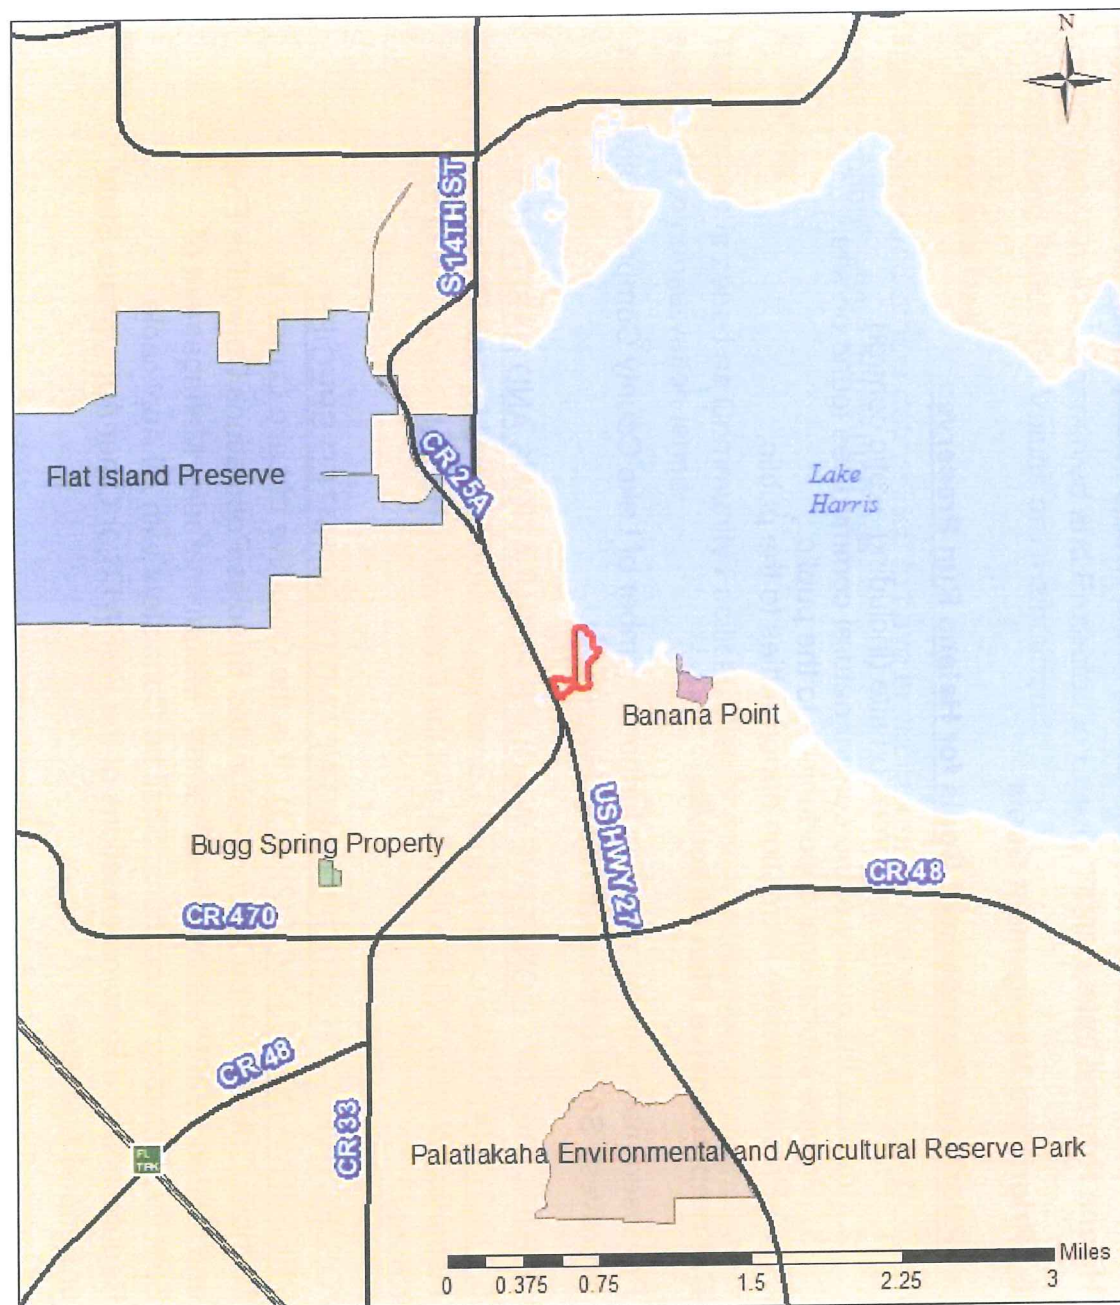 N
S 14TH ST
Flat Island Preserve
CR 25A
Lake
Harris
Banana Point
US HWY 27
Bugg Spring Property
CR 48
CR 470
CR 48
CR 33
FL
TPK
Palatlakaha Environmental and Agricultural Reserve Park
Miles
0 0.375 0.75 1.5 2.25 3